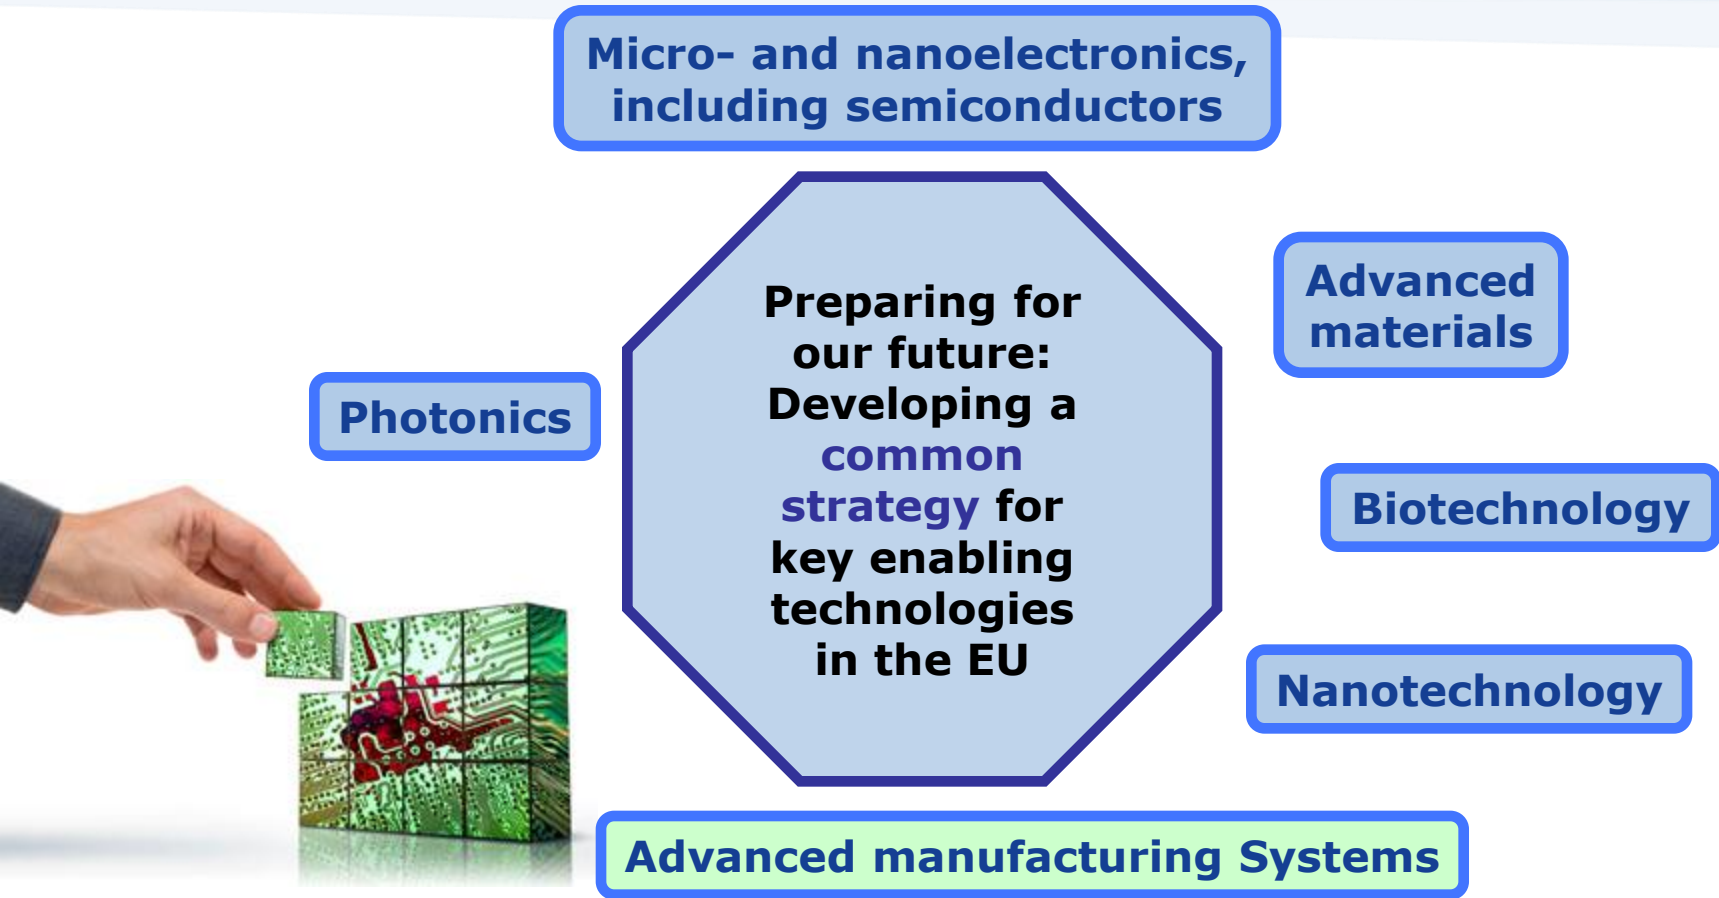 Micro- and nanoelectronics,
including semiconductors
Advanced
materials
Preparing for
our future:
Developing a
common
strategy for
key enabling
technologies
in the EU
Photonics
Biotechnology
Nanotechnology
Advanced manufacturing Systems